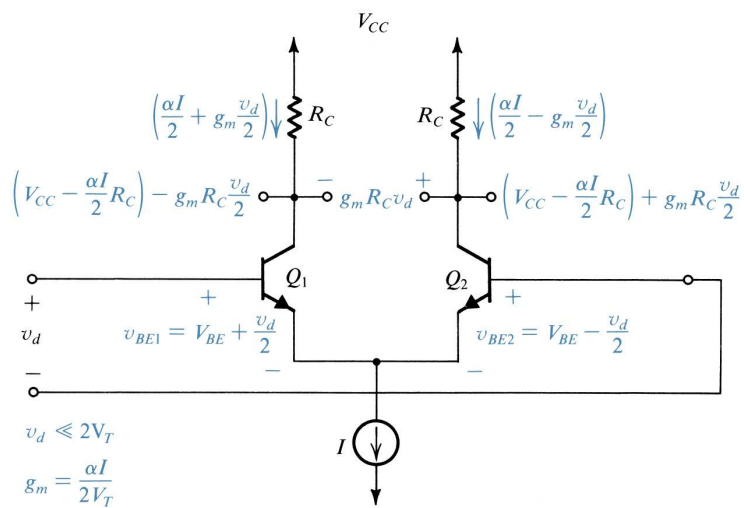 V_CC
(αI/2 + g_m v_d/2)↓ R_C
R_C ↓(αI/2 − g_m v_d/2)
(V_CC − αI/2 R_C) − g_m R_C v_d/2
− g_m R_C v_d +
(V_CC − αI/2 R_C) + g_m R_C v_d/2
Q_1
Q_2
+
v_d
−
+
v_BE1 = V_BE + v_d/2
−
+
v_BE2 = V_BE − v_d/2
−
v_d ≪ 2V_T
I
g_m = αI/2V_T